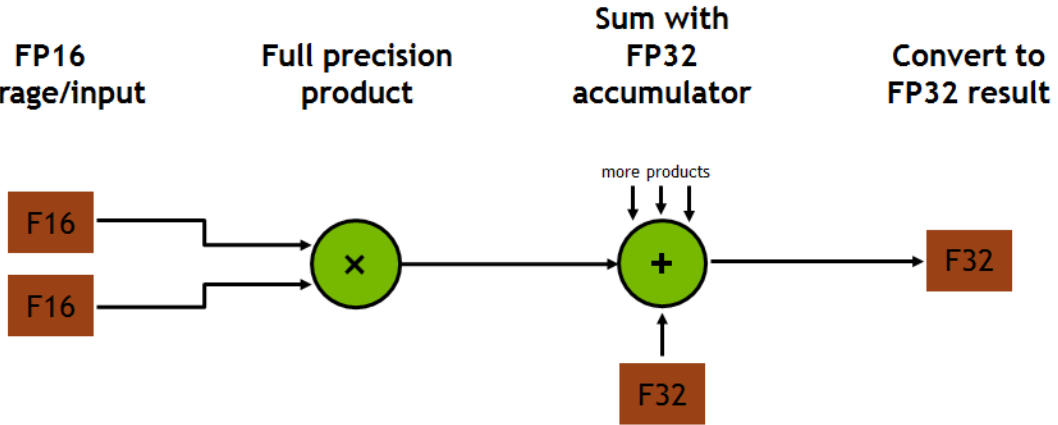 FP16
rage/input
Full precision
product
Sum with
FP32
accumulator
Convert to
FP32 result
more products
F16
F16
×
+
F32
F32